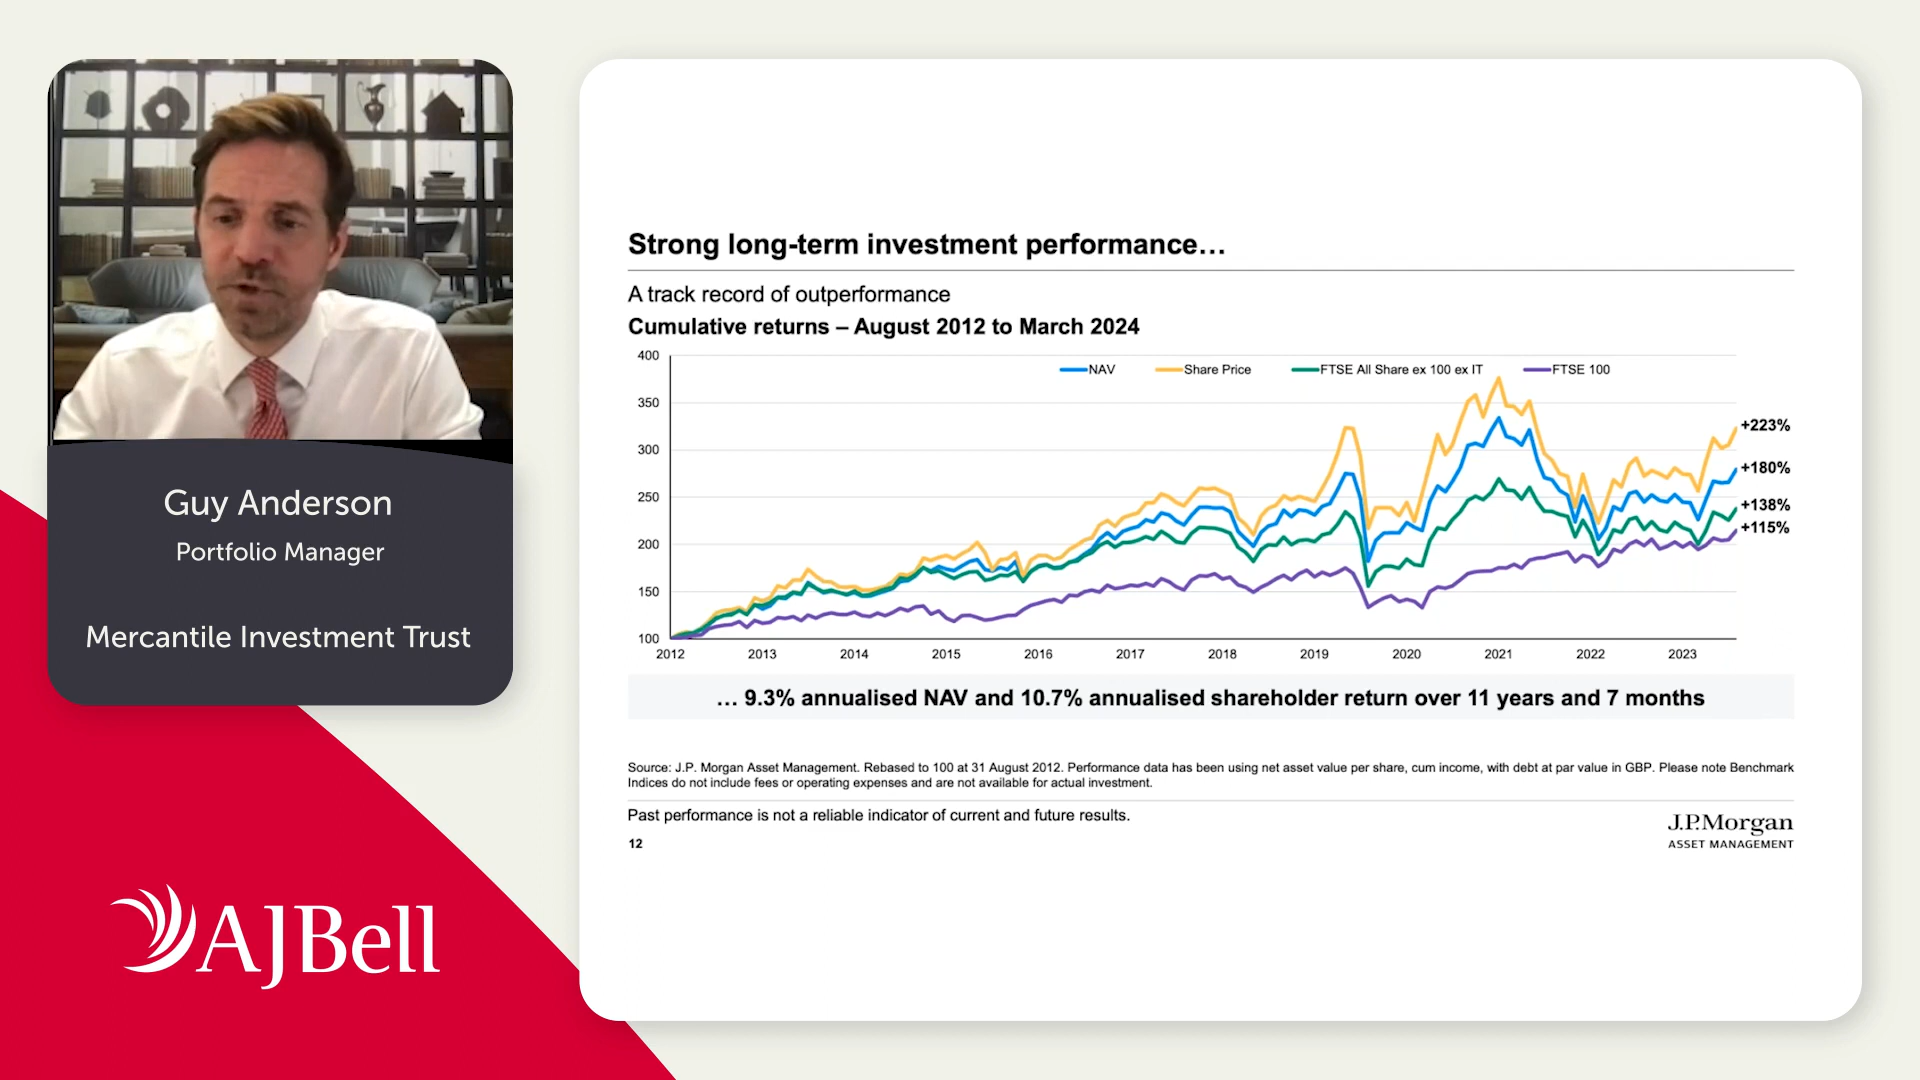 Guy Anderson
Portfolio Manager
Mercantile Investment Trust
AJBell
Strong long-term investment performance…
A track record of outperformance
Cumulative returns – August 2012 to March 2024
NAV Share Price FTSE All Share ex 100 ex IT FTSE 100
400
350
300
250
200
150
100
+223%
+180%
+138%
+115%
2012 2013 2014 2015 2016 2017 2018 2019 2020 2021 2022 2023
… 9.3% annualised NAV and 10.7% annualised shareholder return over 11 years and 7 months
Source: J.P. Morgan Asset Management. Rebased to 100 at 31 August 2012. Performance data has been using net asset value per share, cum income, with debt at par value in GBP. Please note Benchmark
Indices do not include fees or operating expenses and are not available for actual investment.
Past performance is not a reliable indicator of current and future results.
12
J.P.Morgan
ASSET MANAGEMENT